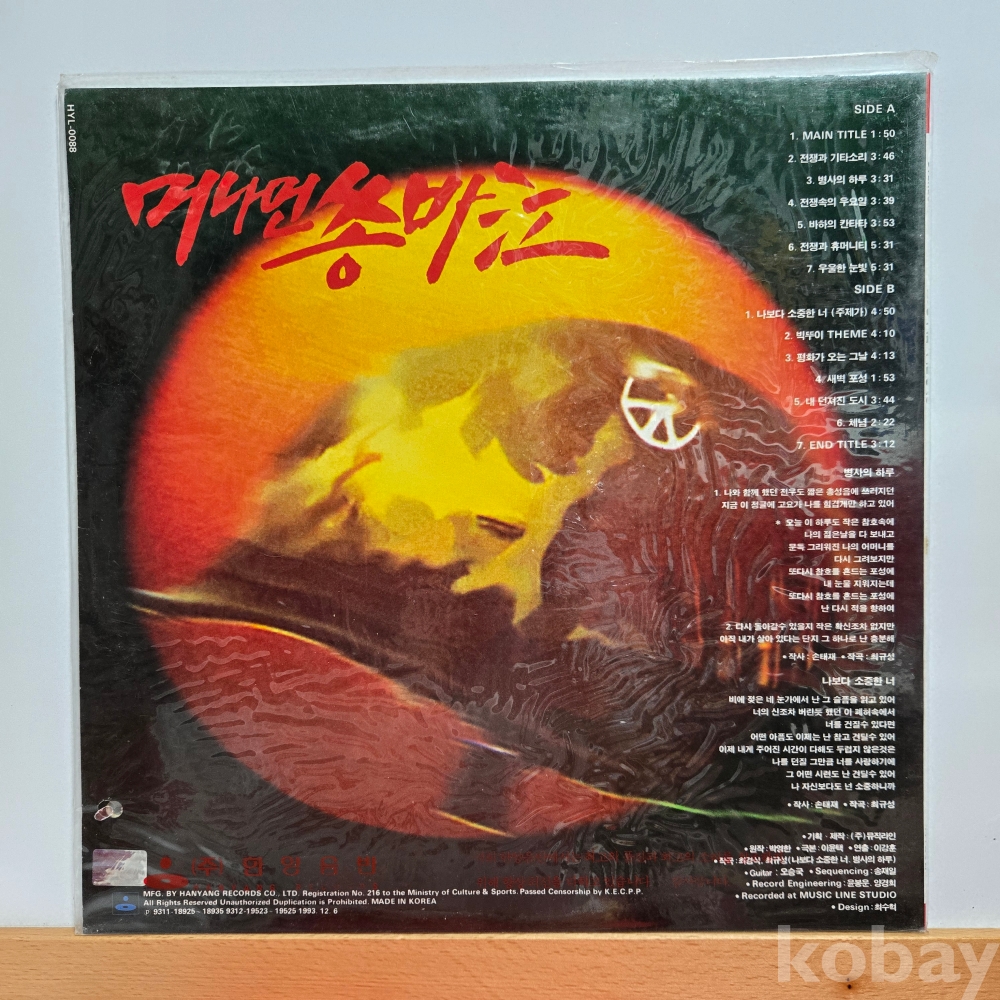 HYL-0088
머나먼 쏭바강
SIDE A
1. MAIN TITLE 1:50
2. 전쟁과 기타소리 3:46
3. 병사의 하루 3:31
4. 전쟁속의 우요일 3:39
5. 바하의 칸타타 3:53
6. 전쟁과 휴머니티 5:31
7. 우울한 눈빛 5:31
SIDE B
1. 나보다 소중한 너 (주제가) 4:50
2. 빅뚜이 THEME 4:10
3. 평화가 오는 그날 4:13
4. 새벽 포성 1:53
5. 내 던져진 도시 3:44
6. 체념 2:22
7. END TITLE 3:12
병사의 하루
1. 나와 함께 했던 전우도 짧은 총성음에 쓰러지던
지금 이 정글에 고요가 나를 힘겹게만 하고 있어
* 오늘 이 하루도 작은 참호속에
나의 젊은날을 다 보내고
문득 그리워진 나의 어머니를
다시 그려보지만
또다시 참호를 흔드는 포성에
내 눈물 지워지는데
또다시 참호를 흔드는 포성에
난 다시 적을 향하여
2. 다시 돌아갈수 있을지 작은 확신조차 없지만
아직 내가 살아 있다는 단지 그 하나로 난 충분해
• 작사 : 손태재 • 작곡 : 최규성
나보다 소중한 너
비에 젖은 네 눈가에서 난 그 슬픔을 읽고 있어
너의 신조차 버린듯 했던 이 폐허속에서
너를 건질수 있다면
어떤 아픔도 이제는 난 참고 견딜수 있어
이제 내게 주어진 시간이 다해도 두렵지 않은것은
나를 던질 그만큼 너를 사랑하기에
그 어떤 시련도 난 견딜수 있어
나 자신보다도 넌 소중하니까
• 작사 : 손태재 • 작곡 : 최규성
• 기획 · 제작 : (주)뮤직라인
• 원작 : 박영한 • 극본 : 이윤택 • 연출 : 이강훈
• 작곡 : 최경식, 최규성(나보다 소중한 너, 병사의 하루)
• Guitar : 오승국 • Sequencing : 송재일
• Record Engineering : 윤봉운, 양경희
• Recorded at MUSIC LINE STUDIO
• Design : 최수혁
MFG. BY HANYANG RECORDS CO., LTD. Registration No. 216 to the Ministry of Culture & Sports. Passed Censorship by K.E.C.P.P.
All Rights Reserved Unauthorized Duplication is Prohibited. MADE IN KOREA
℗ 9311-18925~18935 9312-19523~19525 1993. 12. 6
kobay